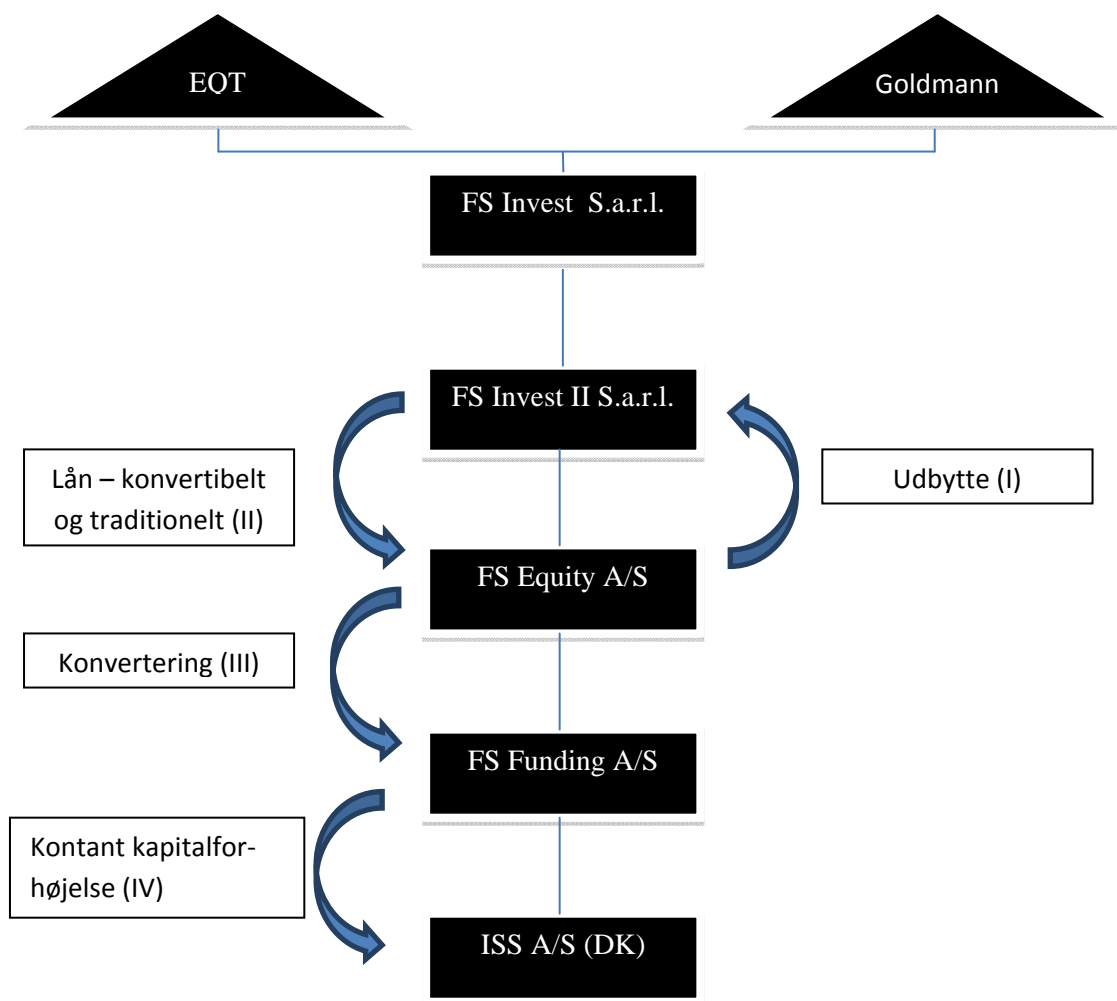 EQT
Goldmann
FS Invest S.a.r.l.
FS Invest II S.a.r.l.
Lån – konvertibelt
og traditionelt (II)
Udbytte (I)
FS Equity A/S
Konvertering (III)
FS Funding A/S
Kontant kapitalfor-
højelse (IV)
ISS A/S (DK)